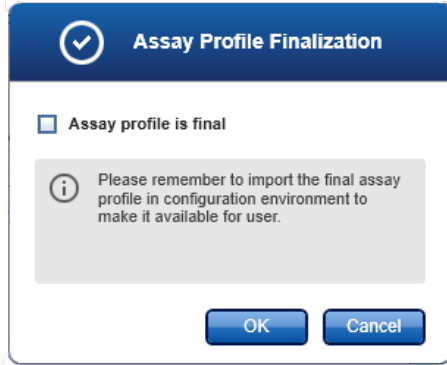 Assay Profile Finalization
Assay profile is final
Please remember to import the final assay
profile in configuration environment to
make it available for user.
OK
Cancel